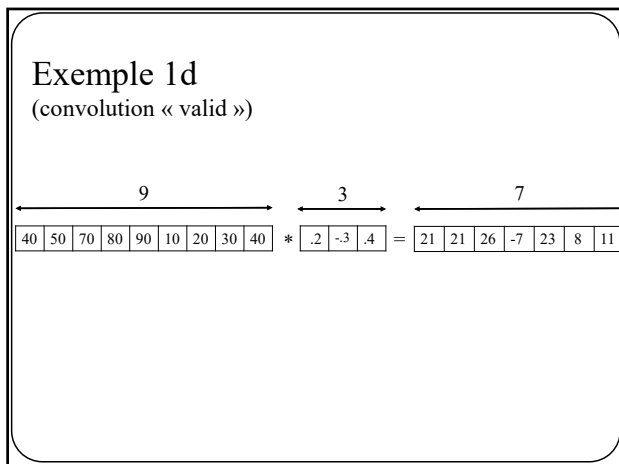 Exemple 1d
(convolution « valid »)
9 3 7
40 50 70 80 90 10 20 30 40 * .2 -.3 .4 = 21 21 26 -7 23 8 11